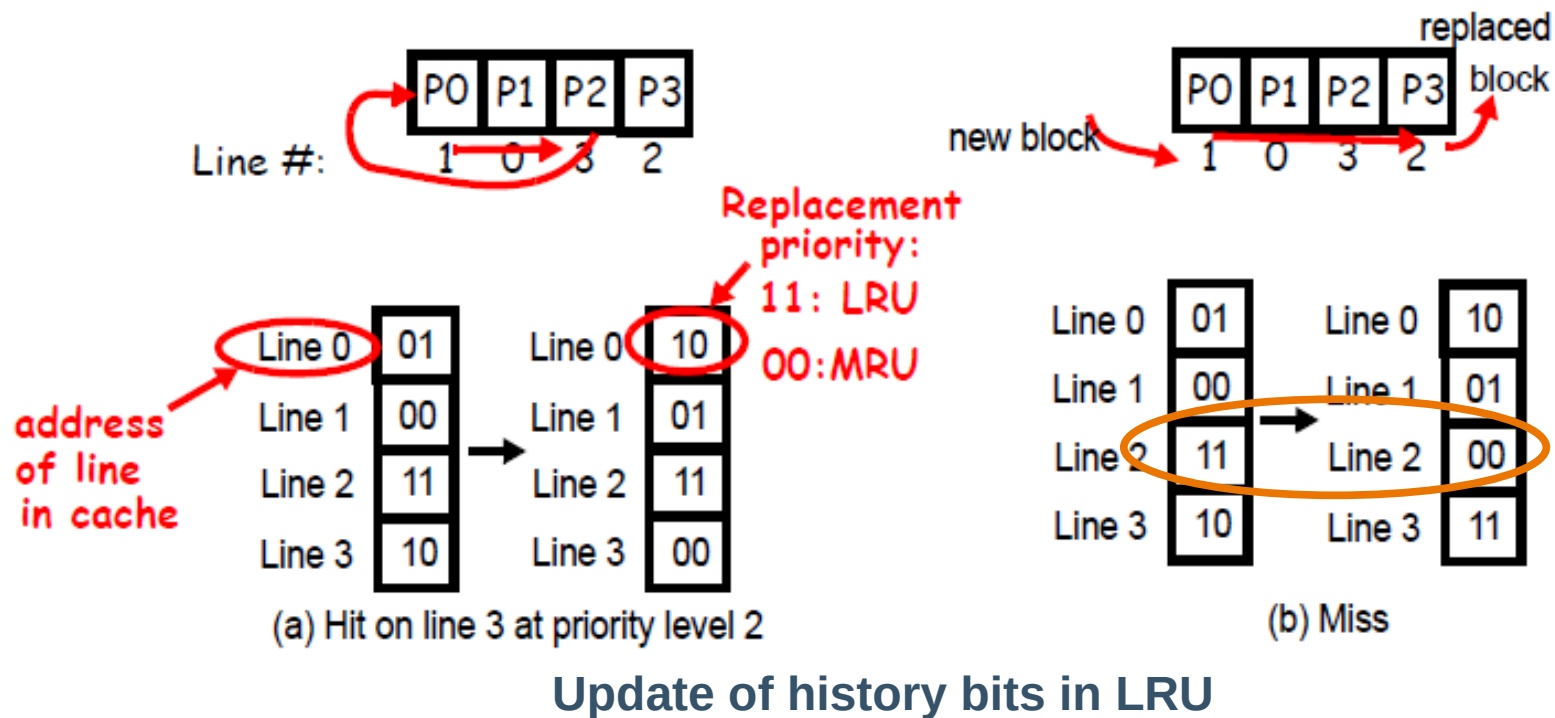 P0 P1 P2 P3
Line #: 1 0 3 2
replaced
block
P0 P1 P2 P3
new block
1 0 3 2
Replacement
priority:
11: LRU
00:MRU
address
of line
in cache
Line 0 01 Line 0 10
Line 1 00 Line 1 01
Line 2 11 Line 2 11
Line 3 10 Line 3 00
(a) Hit on line 3 at priority level 2
Line 0 01 Line 0 10
Line 1 00 Line 1 01
Line 2 11 Line 2 00
Line 3 10 Line 3 11
(b) Miss
Update of history bits in LRU